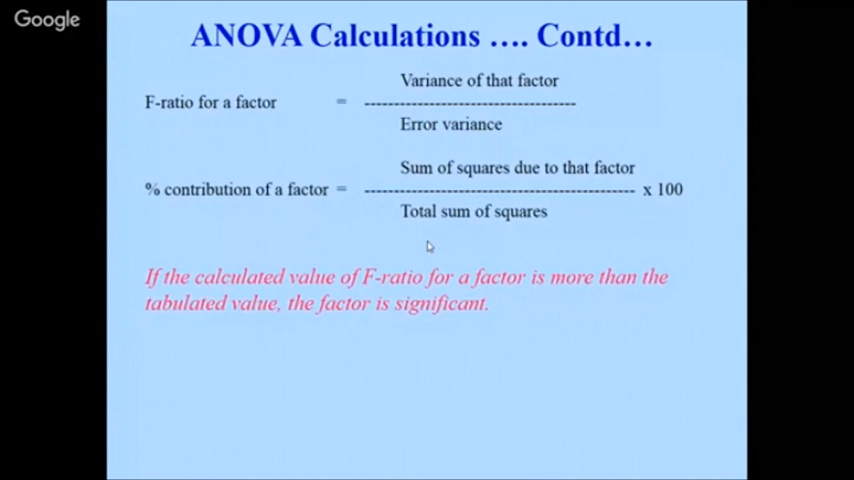 Google
ANOVA Calculations .... Contd...
Variance of that factor
F-ratio for a factor = ------------------------------------
Error variance
Sum of squares due to that factor
% contribution of a factor = ---------------------------------------------- x 100
Total sum of squares
If the calculated value of F-ratio for a factor is more than the
tabulated value, the factor is significant.